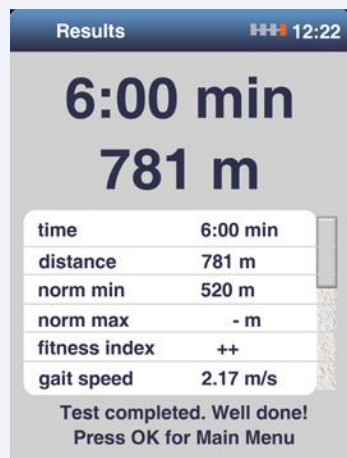 Results 12:22
6:00 min
781 m
time 6:00 min
distance 781 m
norm min 520 m
norm max - m
fitness index ++
gait speed 2.17 m/s
Test completed. Well done!
Press OK for Main Menu